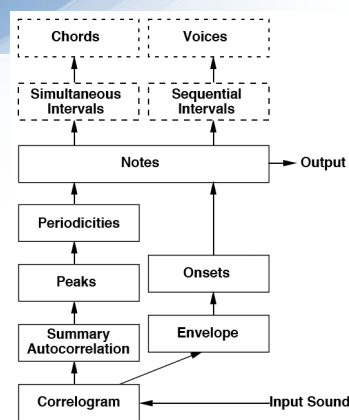 Chords
Voices
Simultaneous
Intervals
Sequential
Intervals
Notes
Output
Periodicities
Peaks
Onsets
Summary
Autocorrelation
Envelope
Correlogram
Input Sound